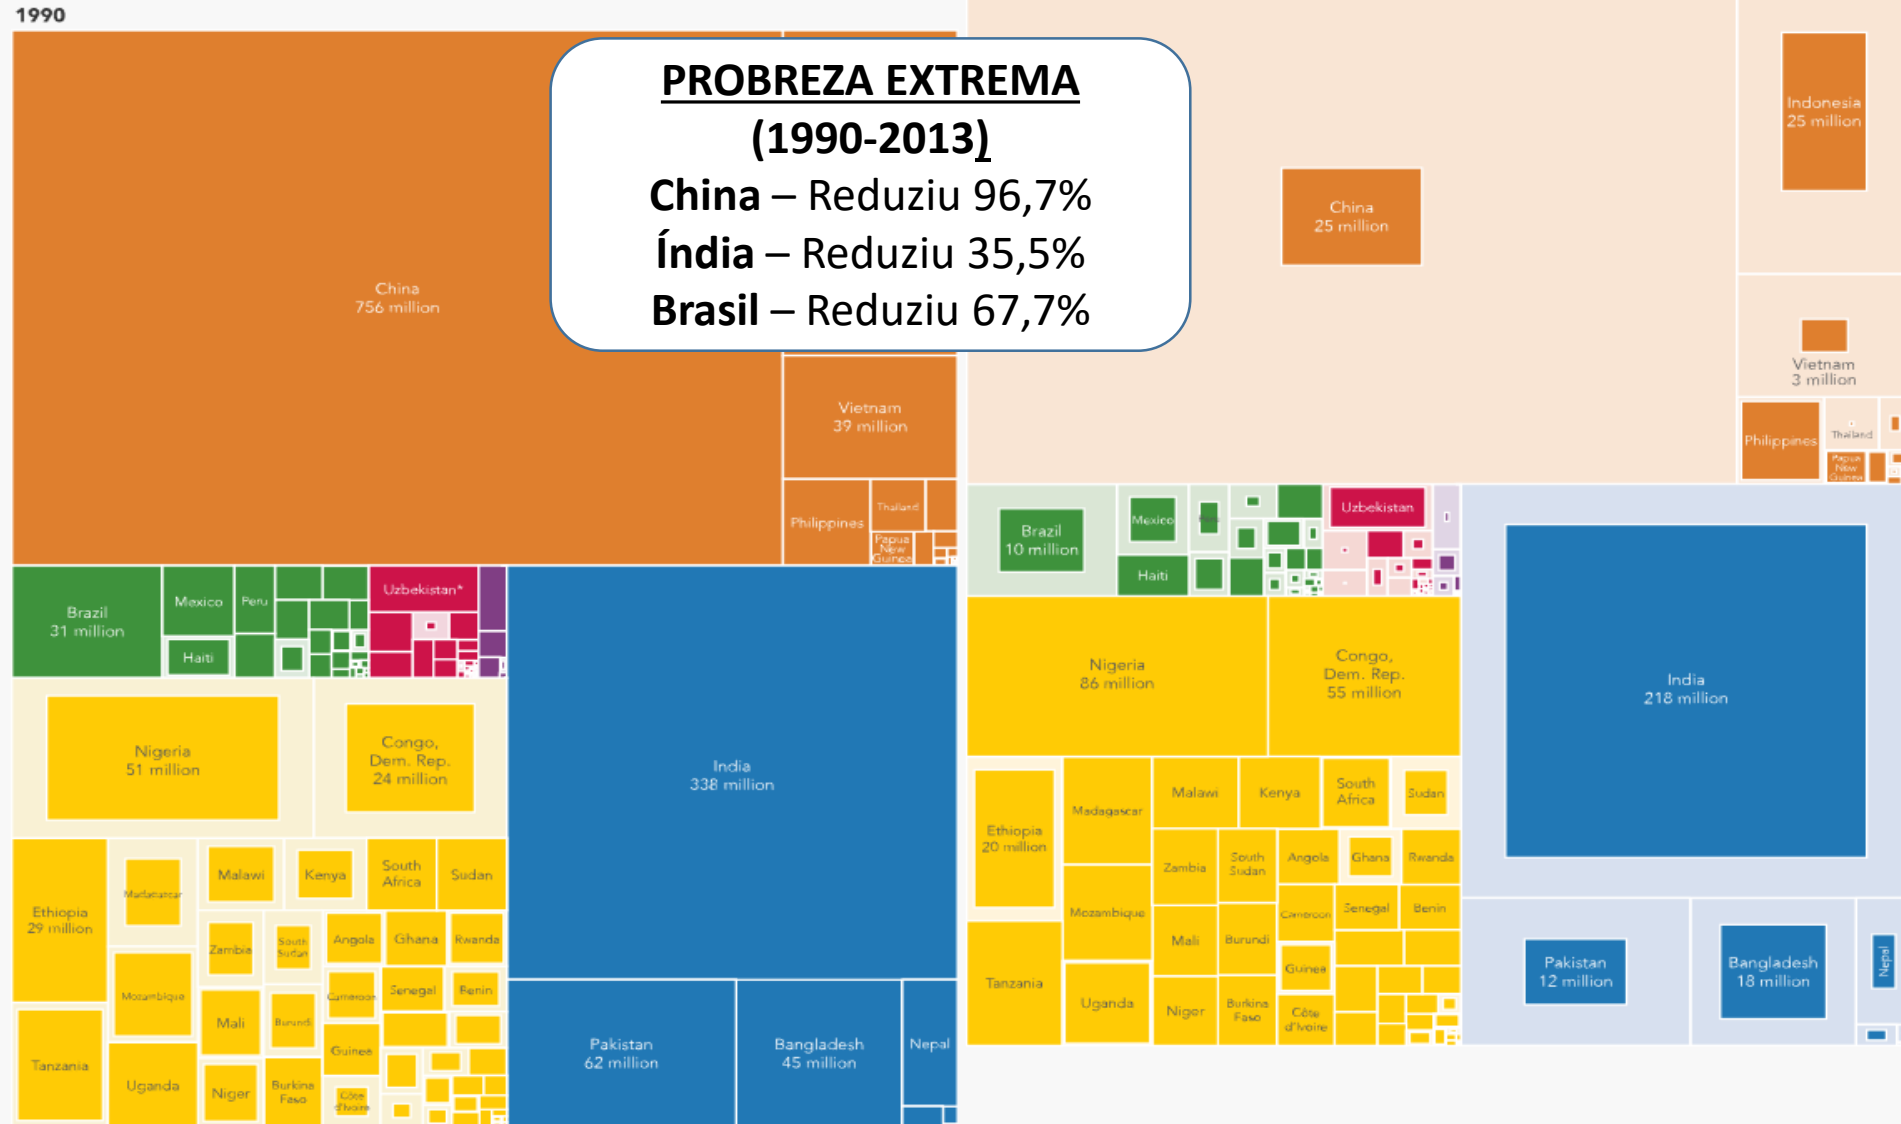 1990
PROBREZA EXTREMA
(1990-2013)
China – Reduziu 96,7%
Índia – Reduziu 35,5%
Brasil – Reduziu 67,7%
China
756 million
Vietnam
39 million
Philippines
Thailand
Papua
New
Guinea
Brazil
31 million
Mexico
Peru
Haiti
Uzbekistan*
Nigeria
51 million
Congo,
Dem. Rep.
24 million
India
338 million
Ethiopia
29 million
Madagascar
Malawi
Kenya
South
Africa
Sudan
Zambia
South
Sudan
Angola
Ghana
Rwanda
Mozambique
Cameroon
Senegal
Benin
Mali
Burundi
Guinea
Tanzania
Uganda
Niger
Burkina
Faso
Côte
d'Ivoire
Pakistan
62 million
Bangladesh
45 million
Nepal
China
25 million
Indonesia
25 million
Vietnam
3 million
Philippines
Thailand
Papua
New
Guinea
Brazil
10 million
Mexico
Peru
Haiti
Uzbekistan
Nigeria
86 million
Congo,
Dem. Rep.
55 million
India
218 million
Ethiopia
20 million
Madagascar
Malawi
Kenya
South
Africa
Sudan
Zambia
South
Sudan
Angola
Ghana
Rwanda
Mozambique
Cameroon
Senegal
Benin
Mali
Burundi
Guinea
Tanzania
Uganda
Niger
Burkina
Faso
Côte
d'Ivoire
Pakistan
12 million
Bangladesh
18 million
Nepal